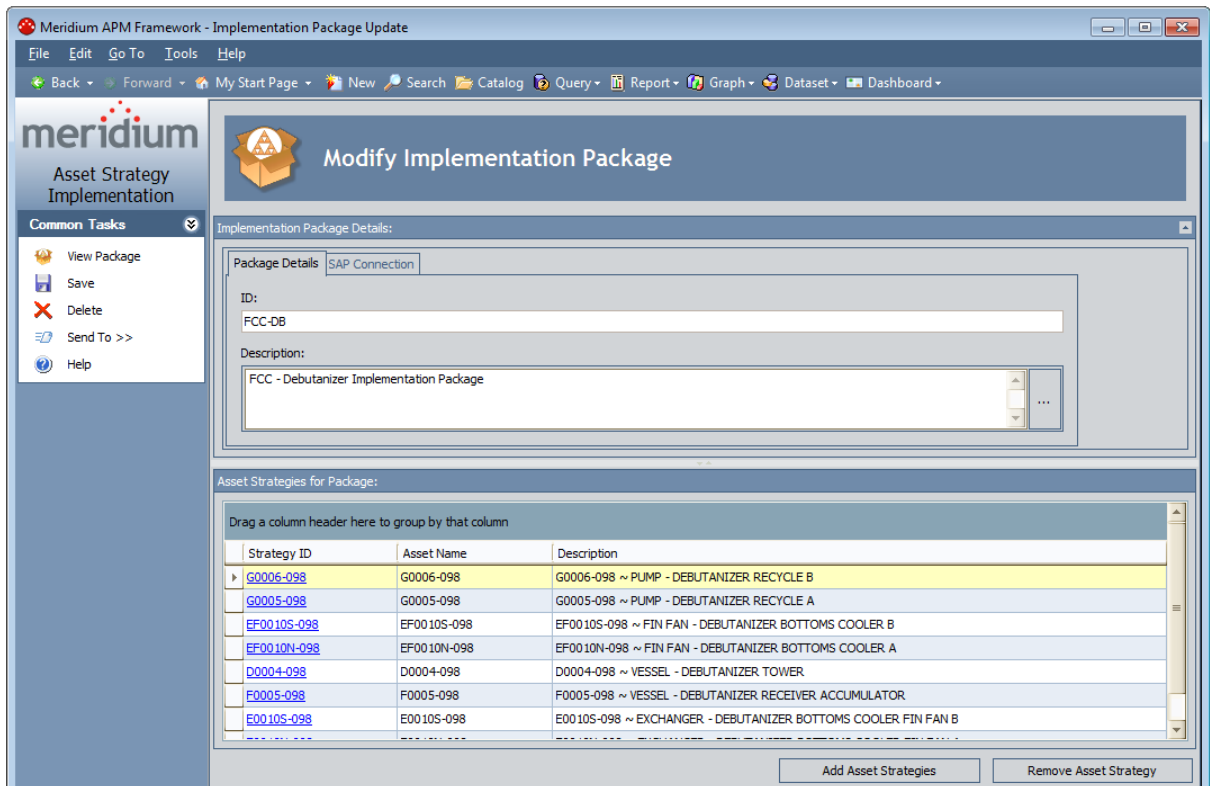 Meridium APM Framework - Implementation Package Update
File Edit Go To Tools Help
Back Forward My Start Page New Search Catalog Query Report Graph Dataset Dashboard
meridium
Asset Strategy
Implementation
Common Tasks
View Package
Save
Delete
Send To >>
Help
Modify Implementation Package
Implementation Package Details:
Package Details SAP Connection
ID:
FCC-DB
Description:
FCC - Debutanizer Implementation Package
...
Asset Strategies for Package:
Drag a column header here to group by that column
Strategy ID Asset Name Description
G0006-098 G0006-098 G0006-098 ~ PUMP - DEBUTANIZER RECYCLE B
G0005-098 G0005-098 G0005-098 ~ PUMP - DEBUTANIZER RECYCLE A
EF0010S-098 EF0010S-098 EF0010S-098 ~ FIN FAN - DEBUTANIZER BOTTOMS COOLER B
EF0010N-098 EF0010N-098 EF0010N-098 ~ FIN FAN - DEBUTANIZER BOTTOMS COOLER A
D0004-098 D0004-098 D0004-098 ~ VESSEL - DEBUTANIZER TOWER
F0005-098 F0005-098 F0005-098 ~ VESSEL - DEBUTANIZER RECEIVER ACCUMULATOR
E0010S-098 E0010S-098 E0010S-098 ~ EXCHANGER - DEBUTANIZER BOTTOMS COOLER FIN FAN B
Add Asset Strategies Remove Asset Strategy